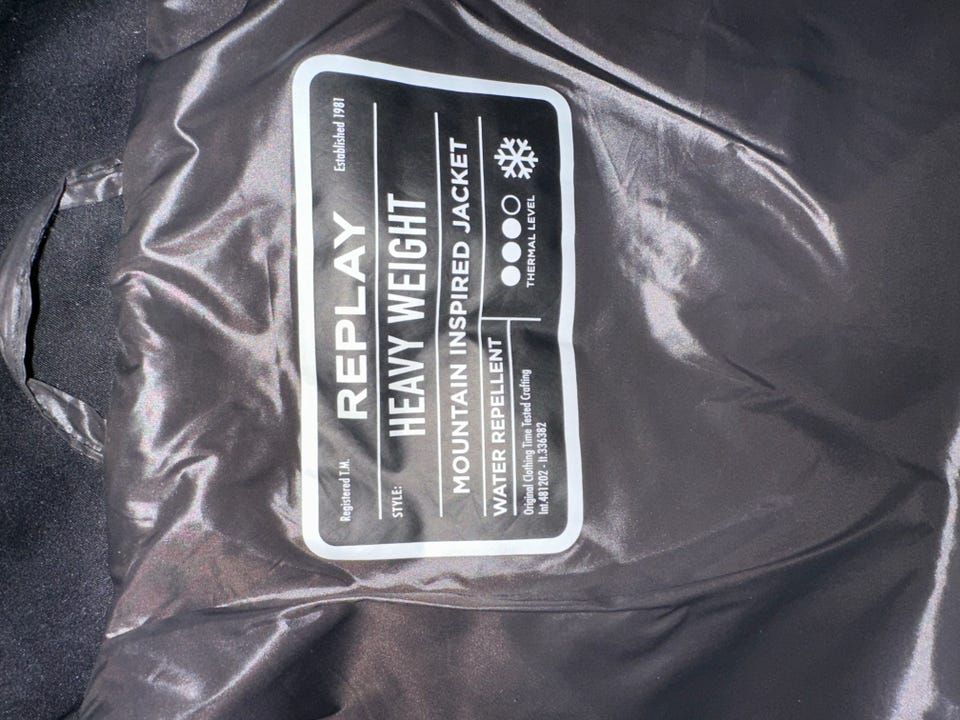 Registered T.M. REPLAY Established 1981
STYLE: HEAVY WEIGHT
MOUNTAIN INSPIRED JACKET
WATER REPELLENT
Original Clothing Time Tested Crafting
Int.481202 - It.336382
THERMAL LEVEL